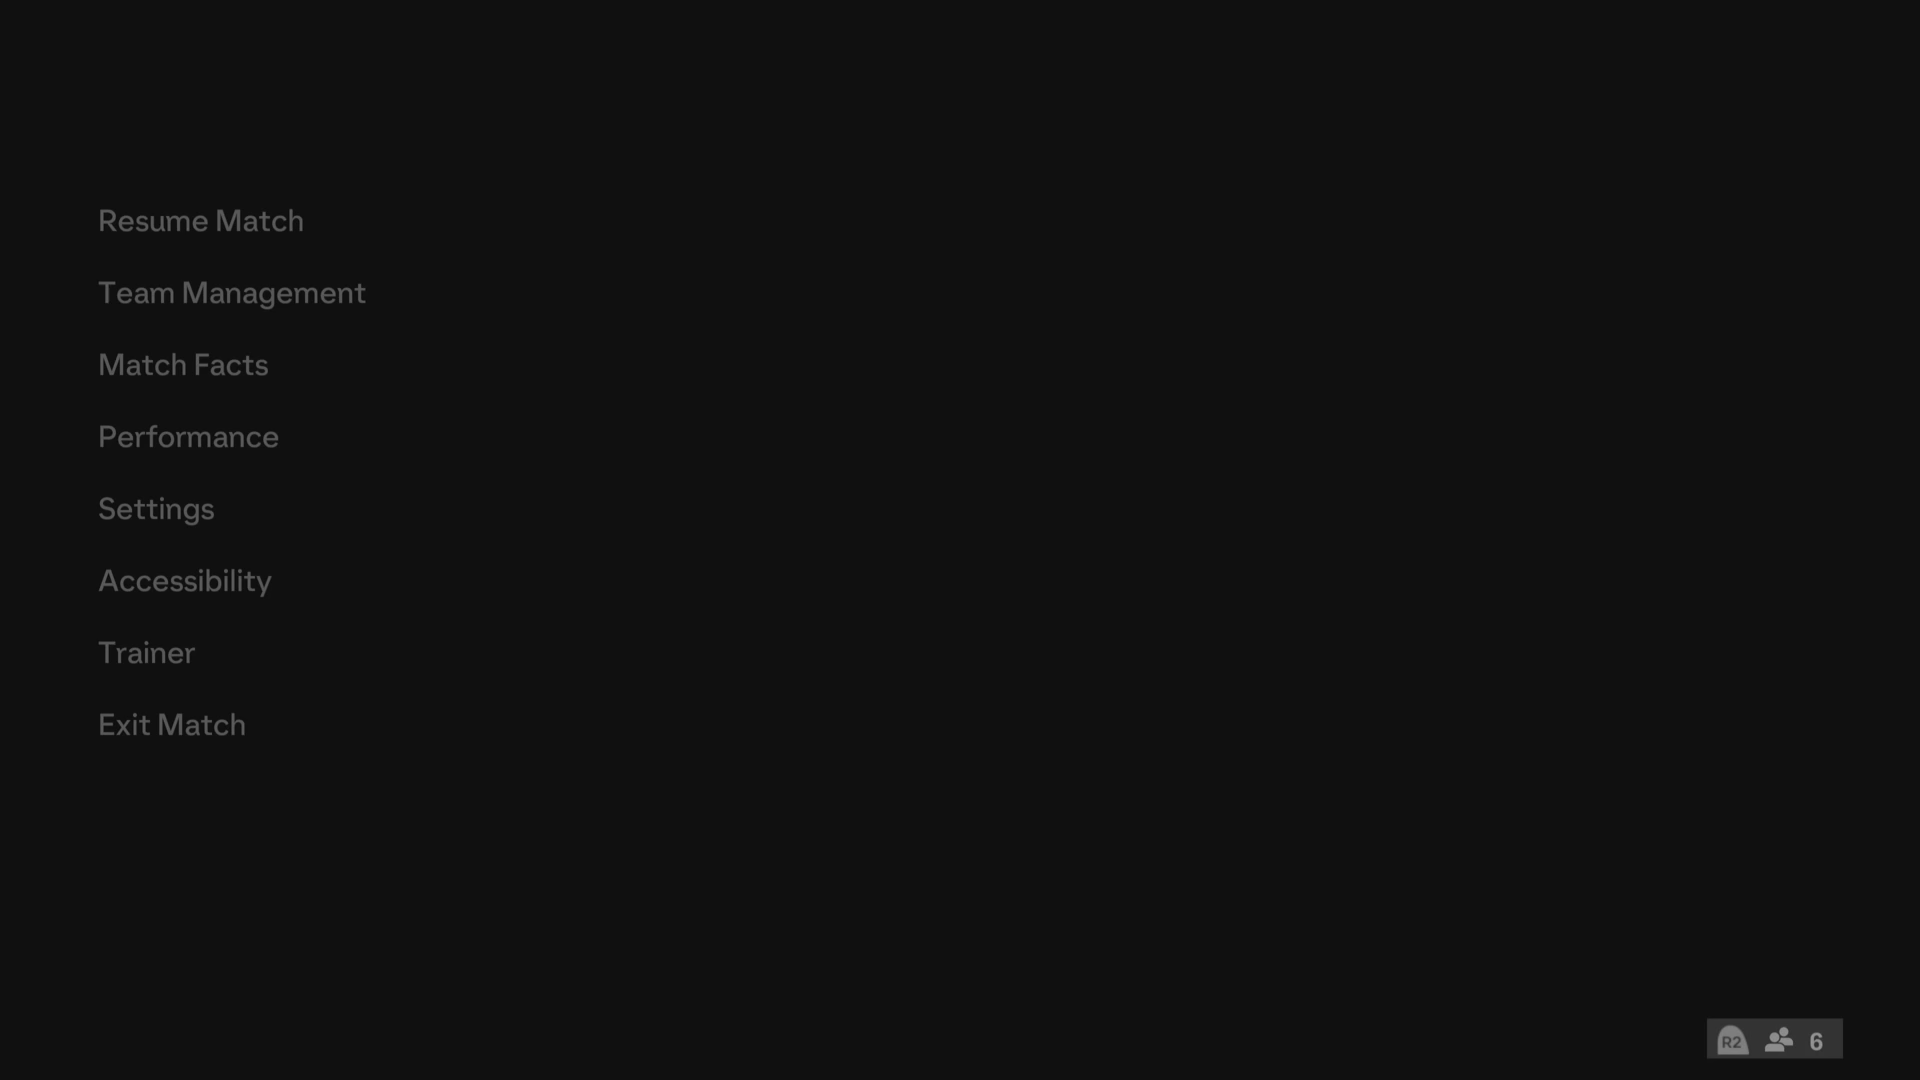 Resume Match
Team Management
Match Facts
Performance
Settings
Accessibility
Trainer
Exit Match
R2 6